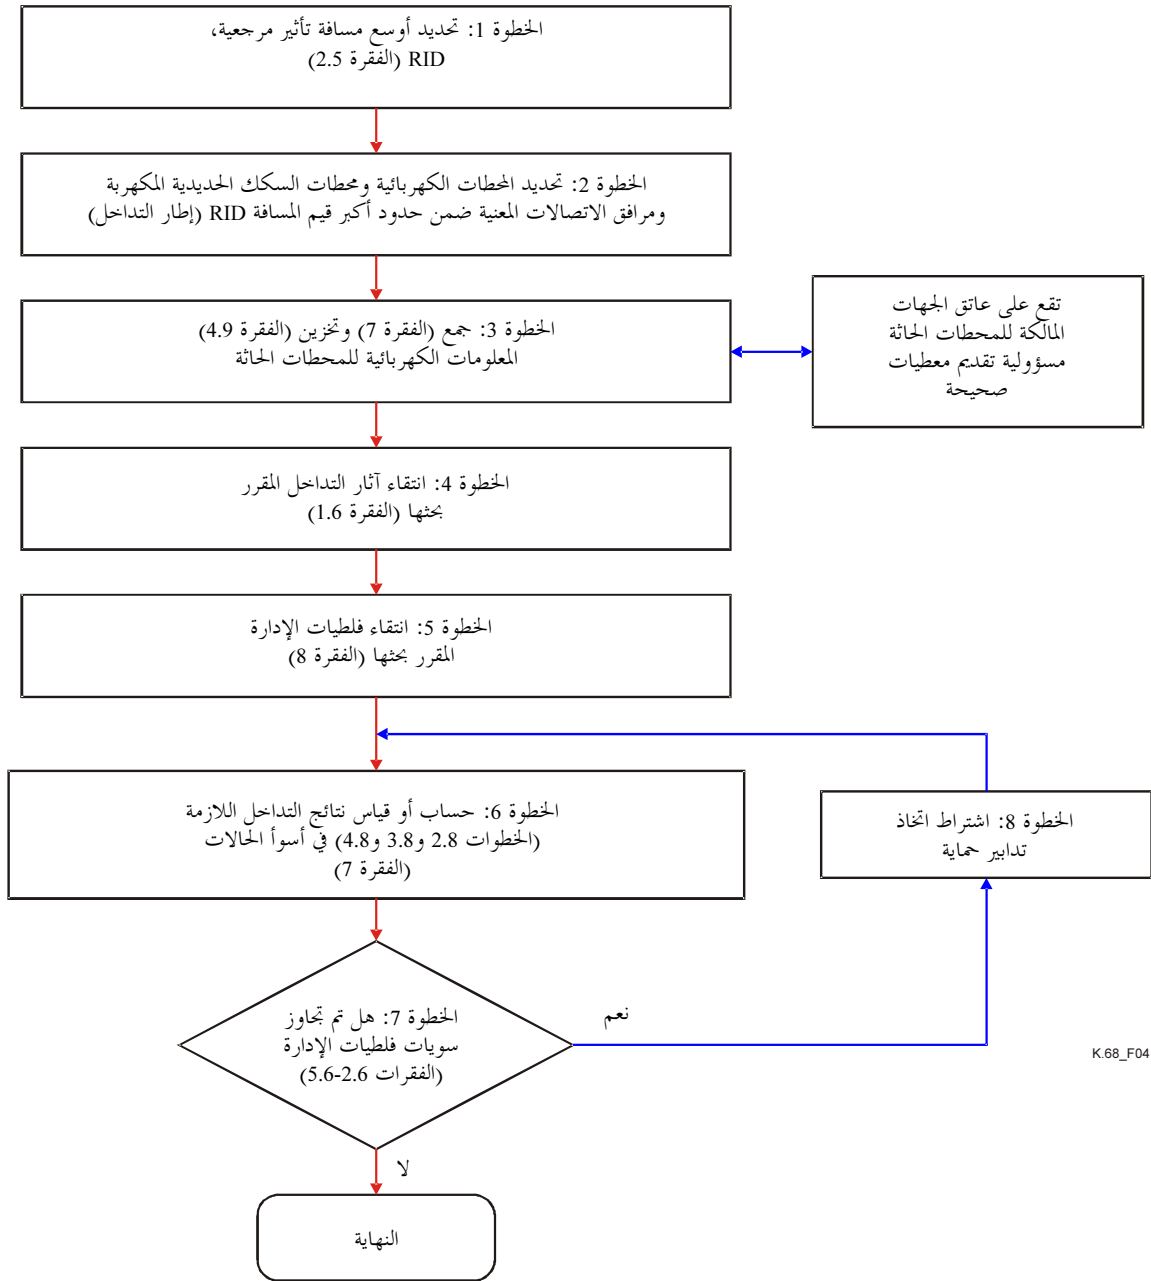 الخطوة 1: تحديد أوسع مسافة تأثير مرجعية،
RID (الفقرة 2.5)
الخطوة 2: تحديد المحطات الكهربائية ومحطات السكك الحديدية المكهربة
ومرافق الاتصالات المعنية ضمن حدود أكبر قيم المسافة RID (إطار التداخل)
الخطوة 3: جمع (الفقرة 7) وتخزين (الفقرة 4.9)
المعلومات الكهربائية للمحطات الحاثة
تقع على عاتق الجهات
المالكة للمحطات الحاثة
مسؤولية تقديم معطيات
صحيحة
الخطوة 4: انتقاء آثار التداخل المقرر
بحثها (الفقرة 1.6)
الخطوة 5: انتقاء فلطيات الإدارة
المقرر بحثها (الفقرة 8)
الخطوة 6: حساب أو قياس نتائج التداخل اللازمة
(الخطوات 2.8 و3.8 و4.8) في أسوأ الحالات
(الفقرة 7)
الخطوة 8: اشتراط اتخاذ
تدابير حماية
الخطوة 7: هل تم تجاوز
سويات فلطيات الإدارة
(الفقرات 2.6-5.6)
نعم
K.68_F04
لا
النهاية